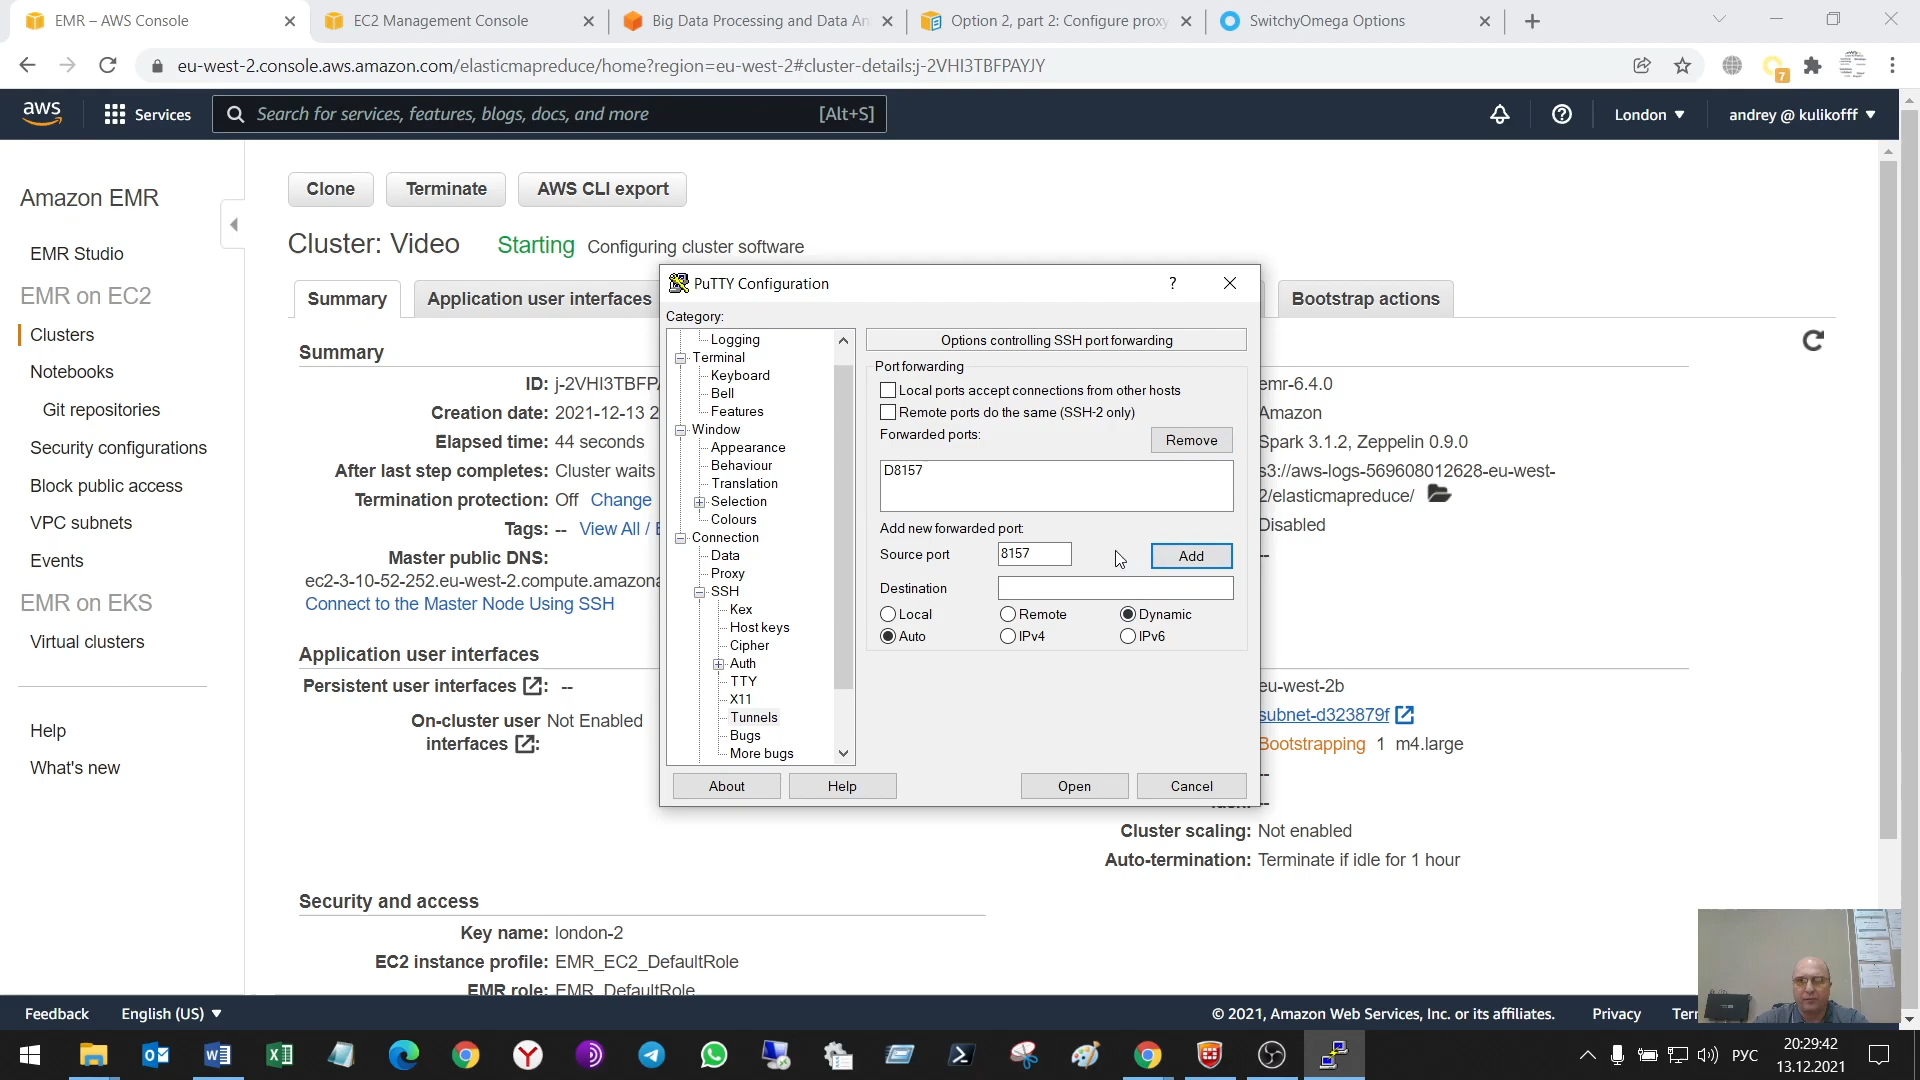 EMR – AWS Console
EC2 Management Console
Big Data Processing and Data An
Option 2, part 2: Configure proxy
SwitchyOmega Options
eu-west-2.console.aws.amazon.com/elasticmapreduce/home?region=eu-west-2#cluster-details:j-2VHI3TBFPAYJY
7
aws
Services
Search for services, features, blogs, docs, and more
[Alt+S]
London
andrey @ kulikofff
Amazon EMR
EMR Studio
EMR on EC2
Clusters
Notebooks
Git repositories
Security configurations
Block public access
VPC subnets
Events
EMR on EKS
Virtual clusters
Help
What's new
Clone
Terminate
AWS CLI export
Cluster: Video
Starting
Configuring cluster software
Summary
Application user interfaces
Bootstrap actions
Summary
ID: j-2VHI3TBFP
Creation date: 2021-12-13 2
Elapsed time: 44 seconds
After last step completes: Cluster waits
Termination protection: Off Change
Tags: -- View All /
Master public DNS:
ec2-3-10-52-252.eu-west-2.compute.amazona
Connect to the Master Node Using SSH
Application user interfaces
Persistent user interfaces : --
On-cluster user Not Enabled
interfaces :
Security and access
Key name: london-2
EC2 instance profile: EMR_EC2_DefaultRole
EMR role: EMR_DefaultRole
PuTTY Configuration
?
Category:
Logging
Terminal
Keyboard
Bell
Features
Window
Appearance
Behaviour
Translation
Selection
Colours
Connection
Data
Proxy
SSH
Kex
Host keys
Cipher
Auth
TTY
X11
Tunnels
Bugs
More bugs
Options controlling SSH port forwarding
Port forwarding
Local ports accept connections from other hosts
Remote ports do the same (SSH-2 only)
Forwarded ports:
Remove
D8157
Add new forwarded port:
Source port
8157
Add
Destination
Local
Remote
Dynamic
Auto
IPv4
IPv6
About
Help
Open
Cancel
emr-6.4.0
Amazon
Spark 3.1.2, Zeppelin 0.9.0
s3://aws-logs-569608012628-eu-west-
2/elasticmapreduce/
Disabled
--
eu-west-2b
subnet-d323879f
Bootstrapping 1 m4.large
--
--
Cluster scaling: Not enabled
Auto-termination: Terminate if idle for 1 hour
Feedback
English (US)
© 2021, Amazon Web Services, Inc. or its affiliates.
Privacy
Ter
РУС
20:29:42
13.12.2021